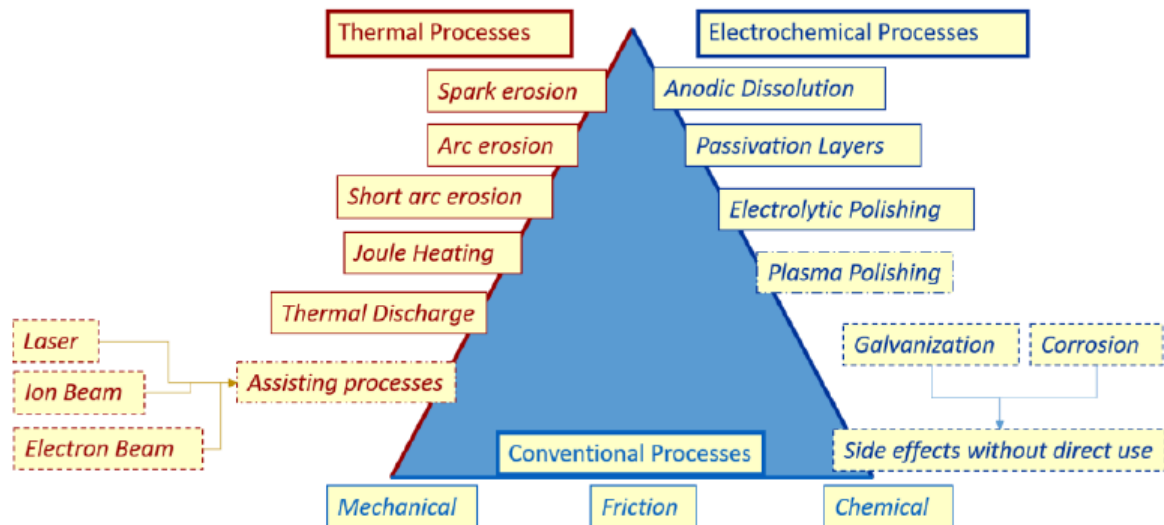 Thermal Processes
Electrochemical Processes
Spark erosion
Anodic Dissolution
Arc erosion
Passivation Layers
Short arc erosion
Electrolytic Polishing
Joule Heating
Plasma Polishing
Thermal Discharge
Laser
Galvanization
Corrosion
Ion Beam
Assisting processes
Electron Beam
Side effects without direct use
Conventional Processes
Mechanical
Friction
Chemical